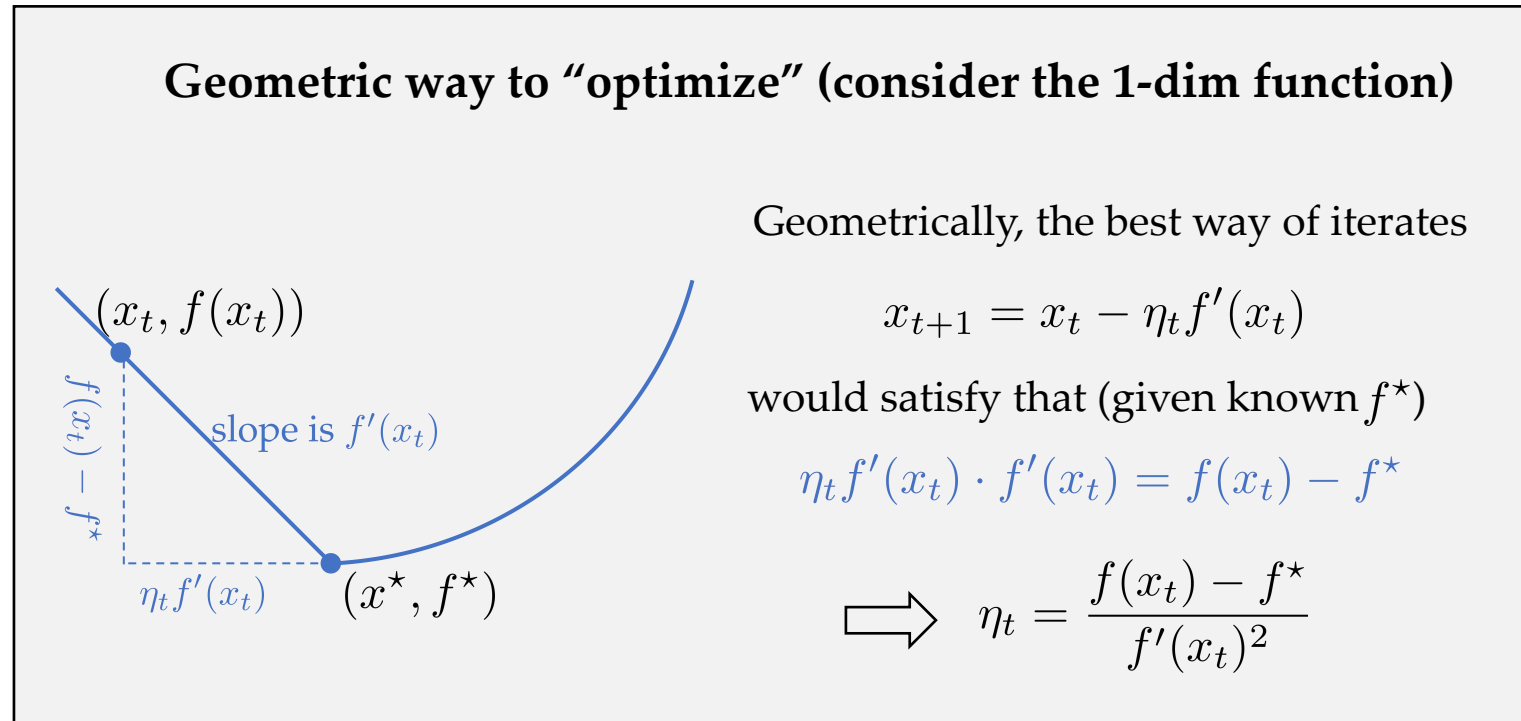 Geometric way to “optimize” (consider the 1-dim function)
Geometrically, the best way of iterates
x_{t+1} = x_t − η_t f′(x_t)
would satisfy that (given known f^⋆)
η_t f′(x_t) · f′(x_t) = f(x_t) − f^⋆
η_t = \frac{f(x_t) − f^⋆}{f′(x_t)^2}
(x_t, f(x_t))
f(x_t) − f^⋆
slope is f′(x_t)
η_t f′(x_t)
(x^⋆, f^⋆)